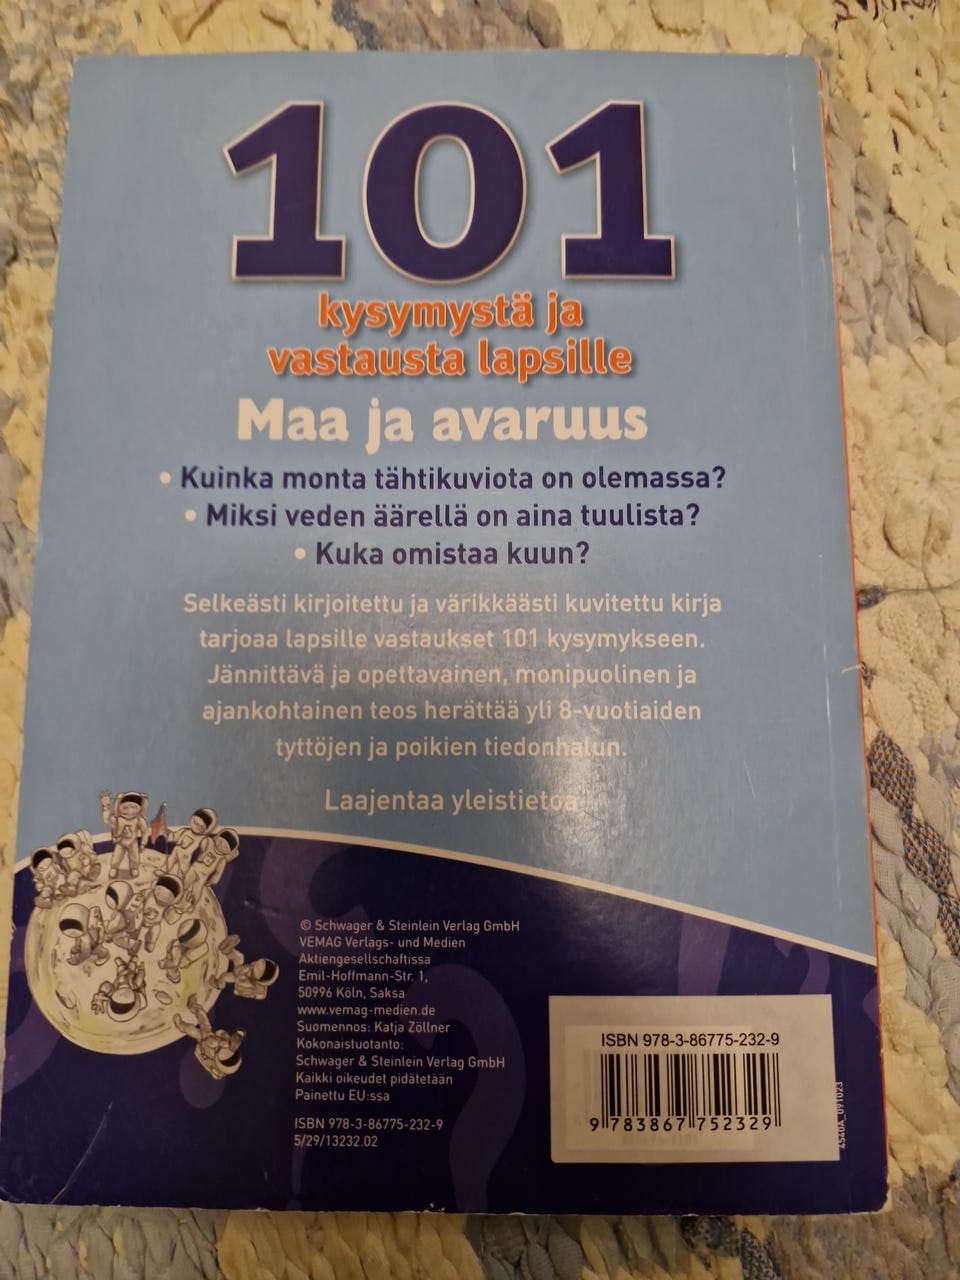 101
kysymystä ja
vastausta lapsille
Maa ja avaruus
• Kuinka monta tähtikuviota on olemassa?
• Miksi veden äärellä on aina tuulista?
• Kuka omistaa kuun?
Selkeästi kirjoitettu ja värikkäästi kuvitettu kirja
tarjoaa lapsille vastaukset 101 kysymykseen.
Jännittävä ja opettavainen, monipuolinen ja
ajankohtainen teos herättää yli 8-vuotiaiden
tyttöjen ja poikien tiedonhalun.
Laajentaa yleistietoa
© Schwager & Steinlein Verlag GmbH
VEMAG Verlags- und Medien
Aktiengesellschaftissa
Emil-Hoffmann-Str. 1,
50996 Köln, Saksa
www.vemag-medien.de
Suomennos: Katja Zöllner
Kokonaistuotanto:
Schwager & Steinlein Verlag GmbH
Kaikki oikeudet pidätetään
Painettu EU:ssa
ISBN 978-3-86775-232-9
5/29/13232.02
ISBN 978-3-86775-232-9
9 783867 752329
4540A_091023